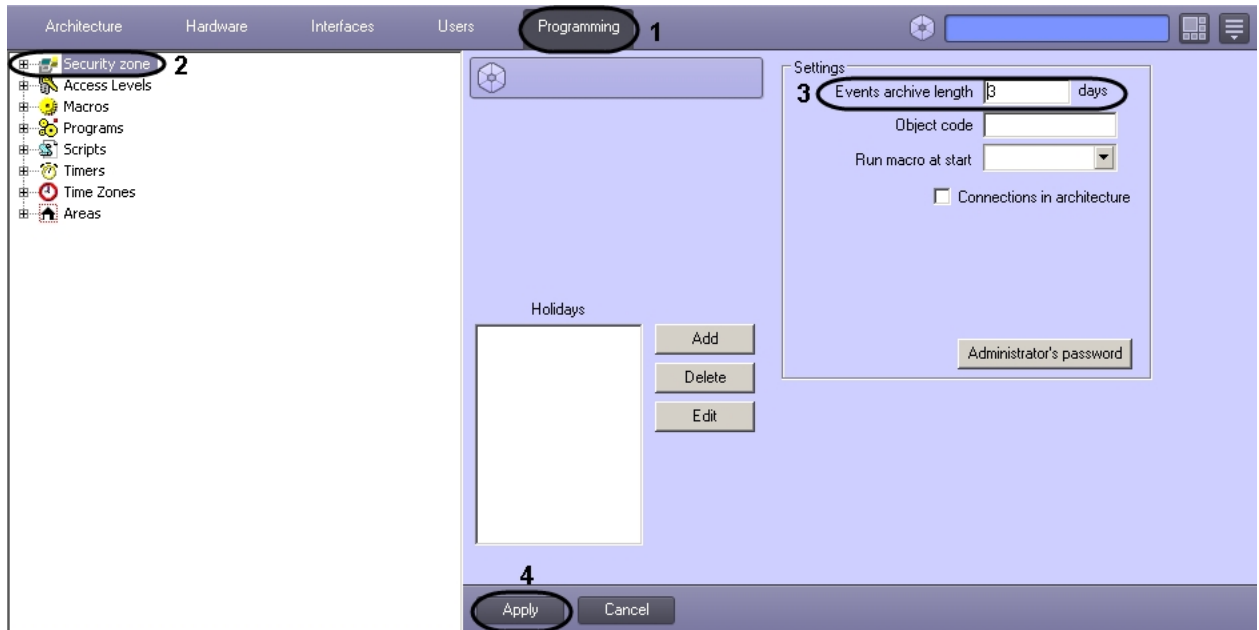 Architecture Hardware Interfaces Users Programming 1
Security zone 2
Access Levels
Macros
Programs
Scripts
Timers
Time Zones
Areas
Settings
3 Events archive length 3 days
Object code
Run macro at start
Connections in architecture
Administrator's password
Holidays
Add
Delete
Edit
4
Apply Cancel